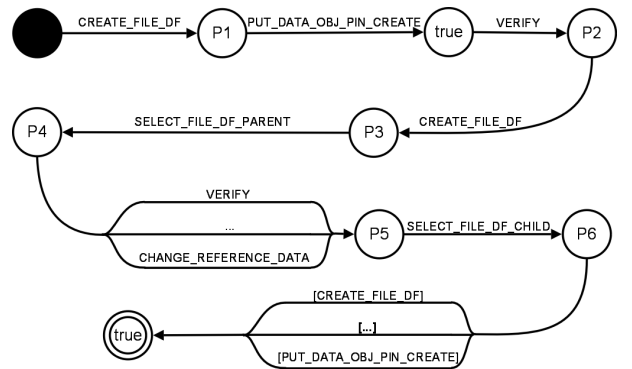 CREATE_FILE_DF
P1
PUT_DATA_OBJ_PIN_CREATE
true
VERIFY
P2
P4
SELECT_FILE_DF_PARENT
P3
CREATE_FILE_DF
VERIFY
...
CHANGE_REFERENCE_DATA
P5
SELECT_FILE_DF_CHILD
P6
true
[CREATE_FILE_DF]
[...]
[PUT_DATA_OBJ_PIN_CREATE]